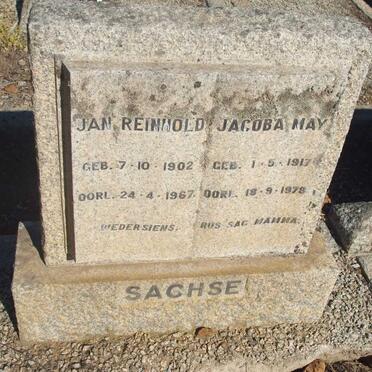 JAN REINHOLD JACOBA MAY
GEB. 7-10-1902 GEB. 1-5-1917
OORL. 24-4-1967 OORL. 18-9-1978
WEDERSIENS. RUS SAG MAMMA.
SACHSE